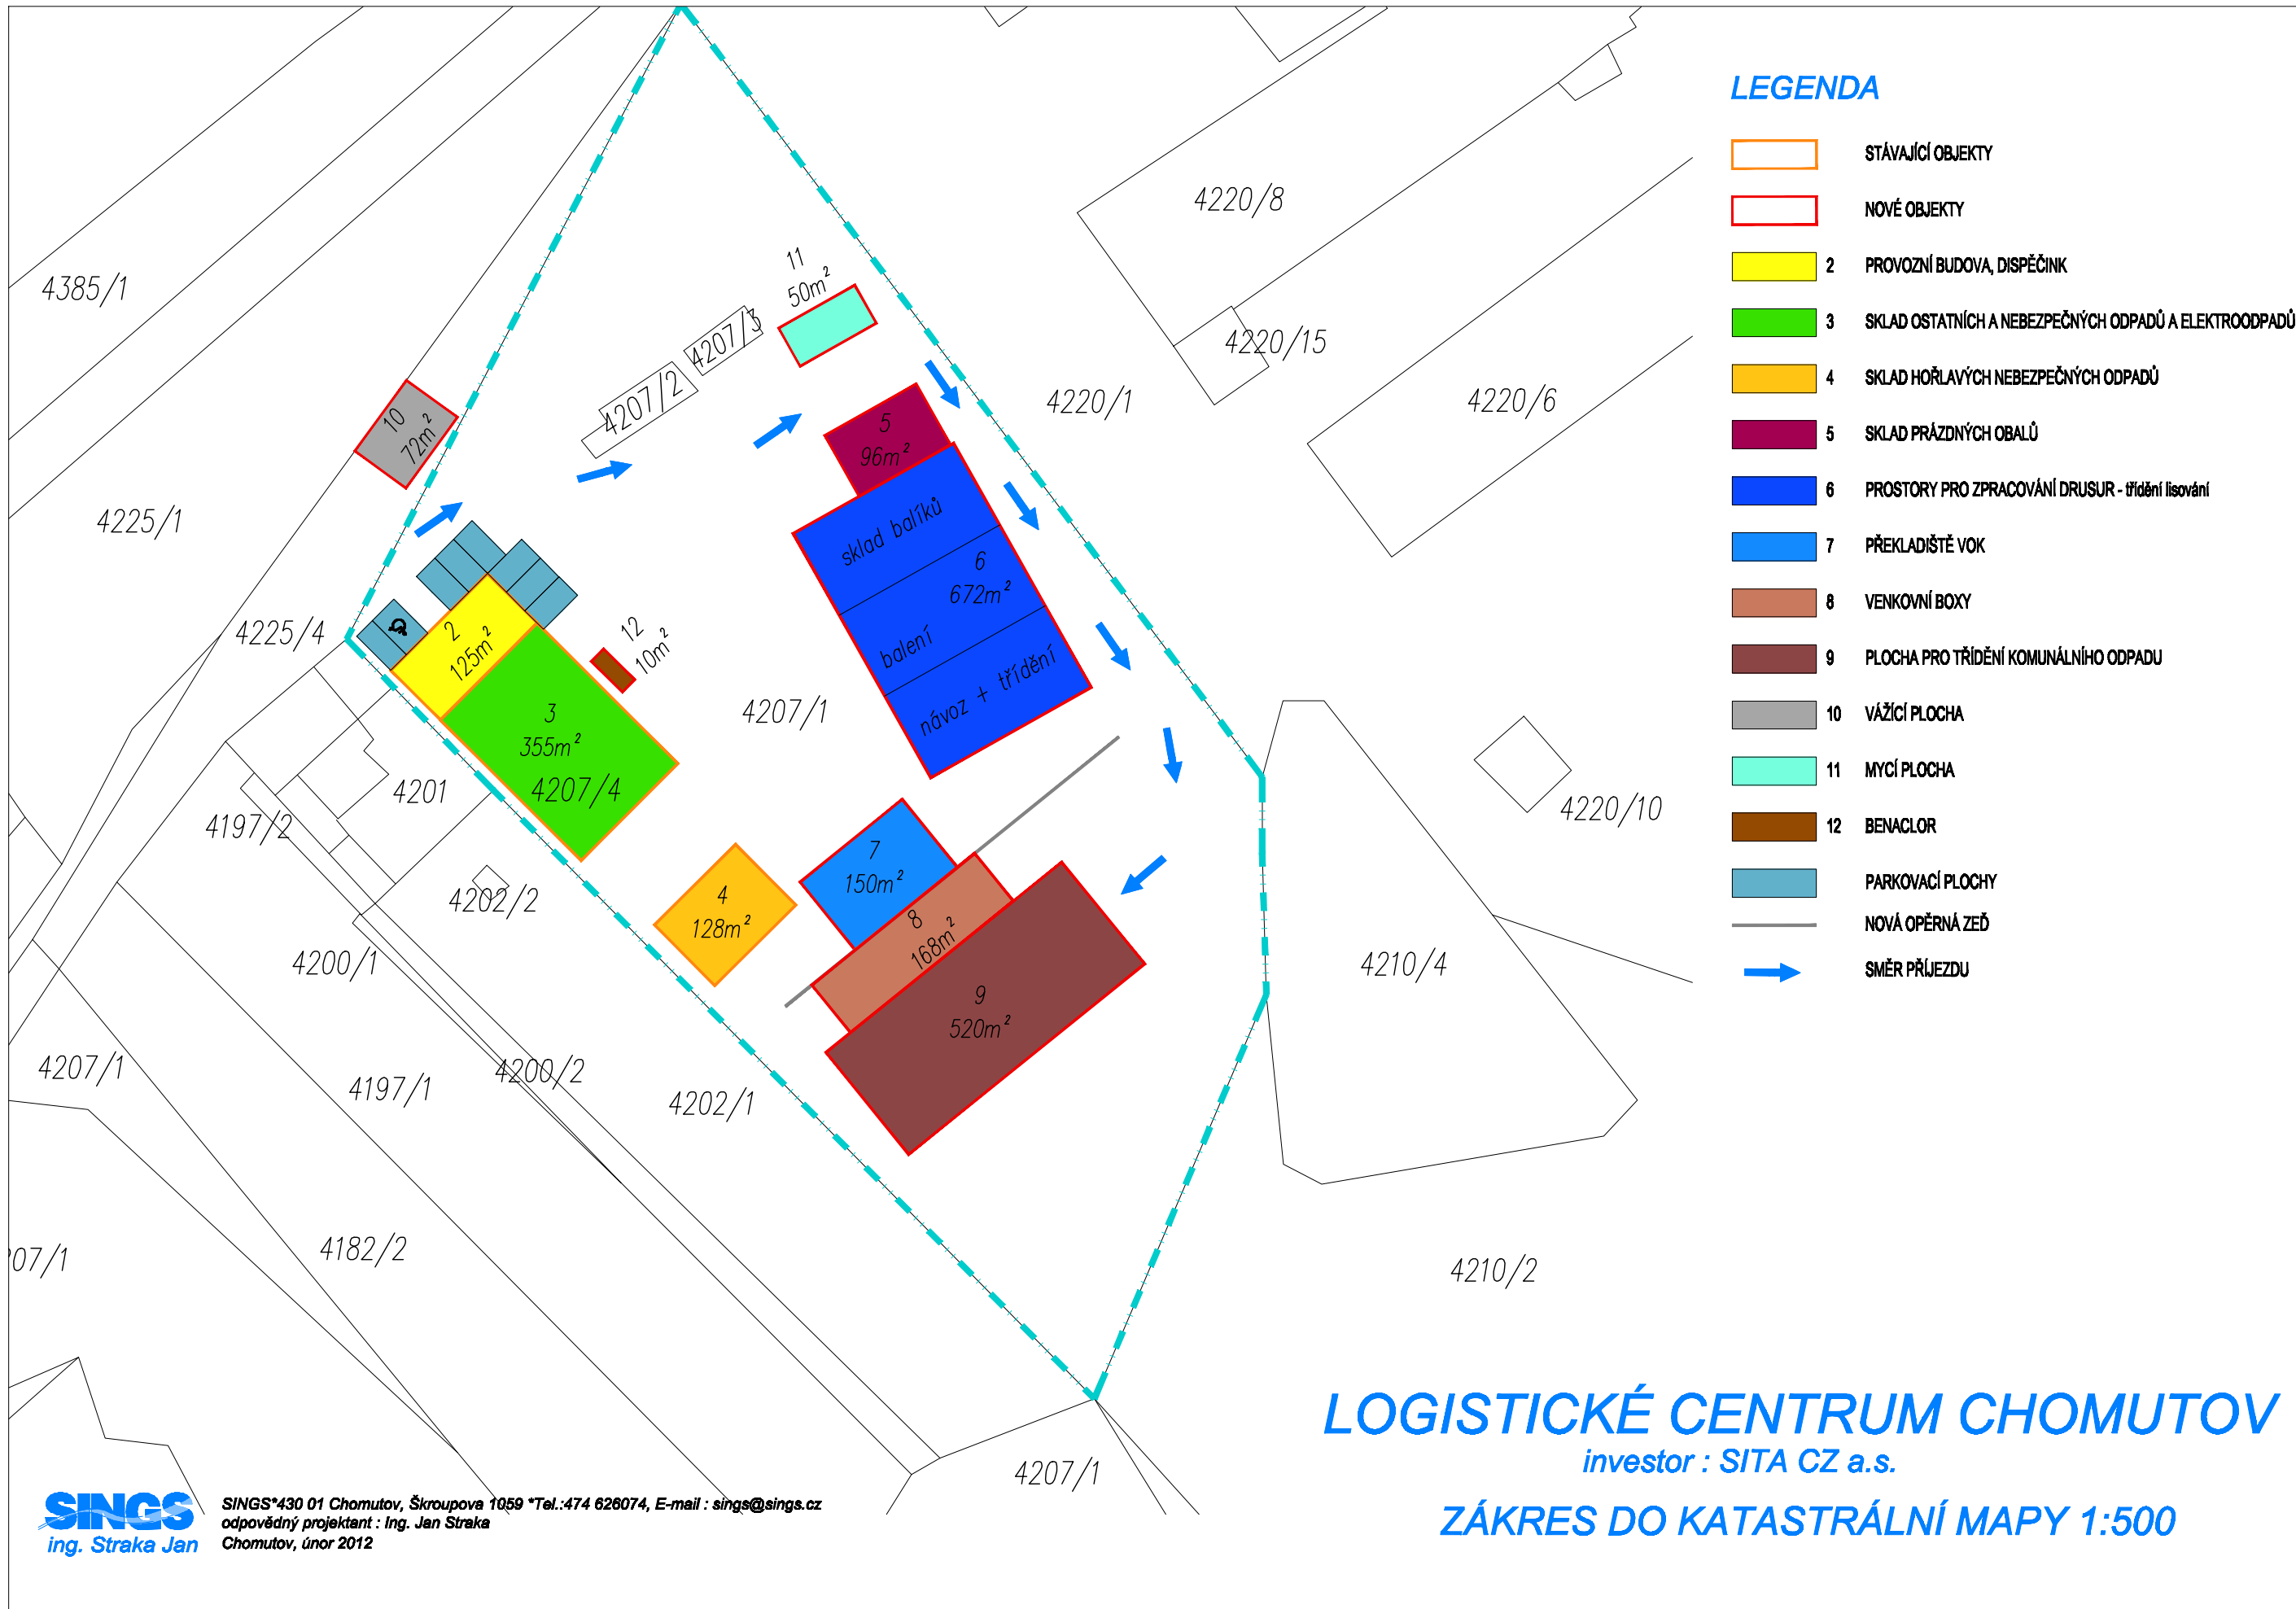 LEGENDA
STÁVAJÍCÍ OBJEKTY
NOVÉ OBJEKTY
2 PROVOZNÍ BUDOVA, DISPĚČINK
3 SKLAD OSTATNÍCH A NEBEZPEČNÝCH ODPADŮ A ELEKTROODPADŮ
4 SKLAD HOŘLAVÝCH NEBEZPEČNÝCH ODPADŮ
5 SKLAD PRÁZDNÝCH OBALŮ
6 PROSTORY PRO ZPRACOVÁNÍ DRUSUR - třídění lisování
7 PŘEKLADIŠTĚ VOK
8 VENKOVNÍ BOXY
9 PLOCHA PRO TŘÍDĚNÍ KOMUNÁLNÍHO ODPADU
10 VÁŽÍCÍ PLOCHA
11 MYCÍ PLOCHA
12 BENACLOR
PARKOVACÍ PLOCHY
NOVÁ OPĚRNÁ ZEĎ
SMĚR PŘÍJEZDU
4220/8
4385/1
11
50m²
4207/3
4220/15
4207/2
4220/1
4220/6
10
72m²
5
96m²
4225/1
sklad balíků
6
672m²
balení
návoz + třídění
4225/4
2
125m²
12
10m²
3
355m²
4207/4
4207/1
4201
4197/2
4220/10
4202/2
4
128m²
7
150m²
8
168m²
9
520m²
4200/1
4210/4
4207/1
4197/1
4200/2
4202/1
4182/2
207/1
4210/2
4207/1
LOGISTICKÉ CENTRUM CHOMUTOV
investor : SITA CZ a.s.
ZÁKRES DO KATASTRÁLNÍ MAPY 1:500
SINGS
ing. Straka Jan
SINGS*430 01 Chomutov, Škroupova 1059 *Tel.:474 626074, E-mail : sings@sings.cz
odpovědný projektant : Ing. Jan Straka
Chomutov, únor 2012